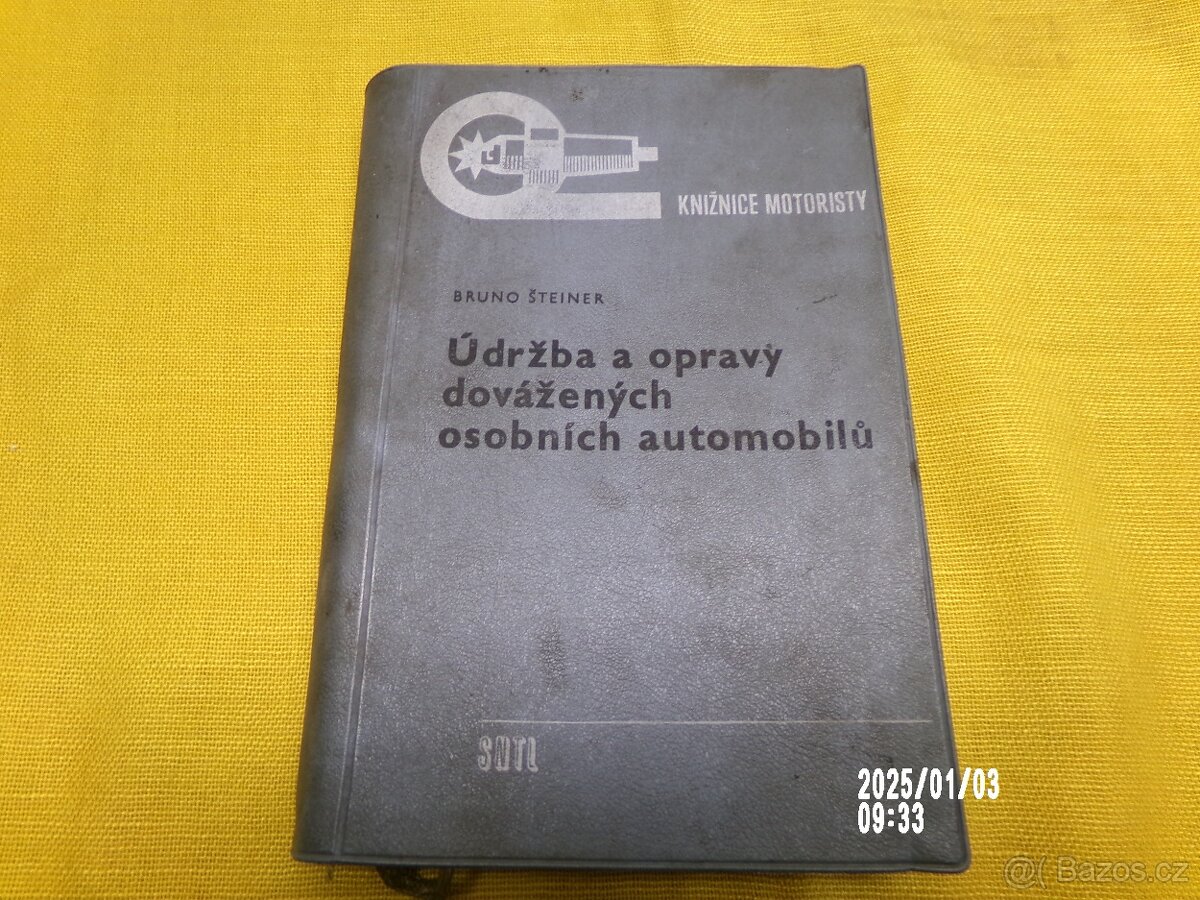 KNIŽNICE MOTORISTY
BRUNO ŠTEINER
Údržba a opravy
dovážených
osobních automobilů
SNTL
2025/01/03
09:33
Bazos.cz